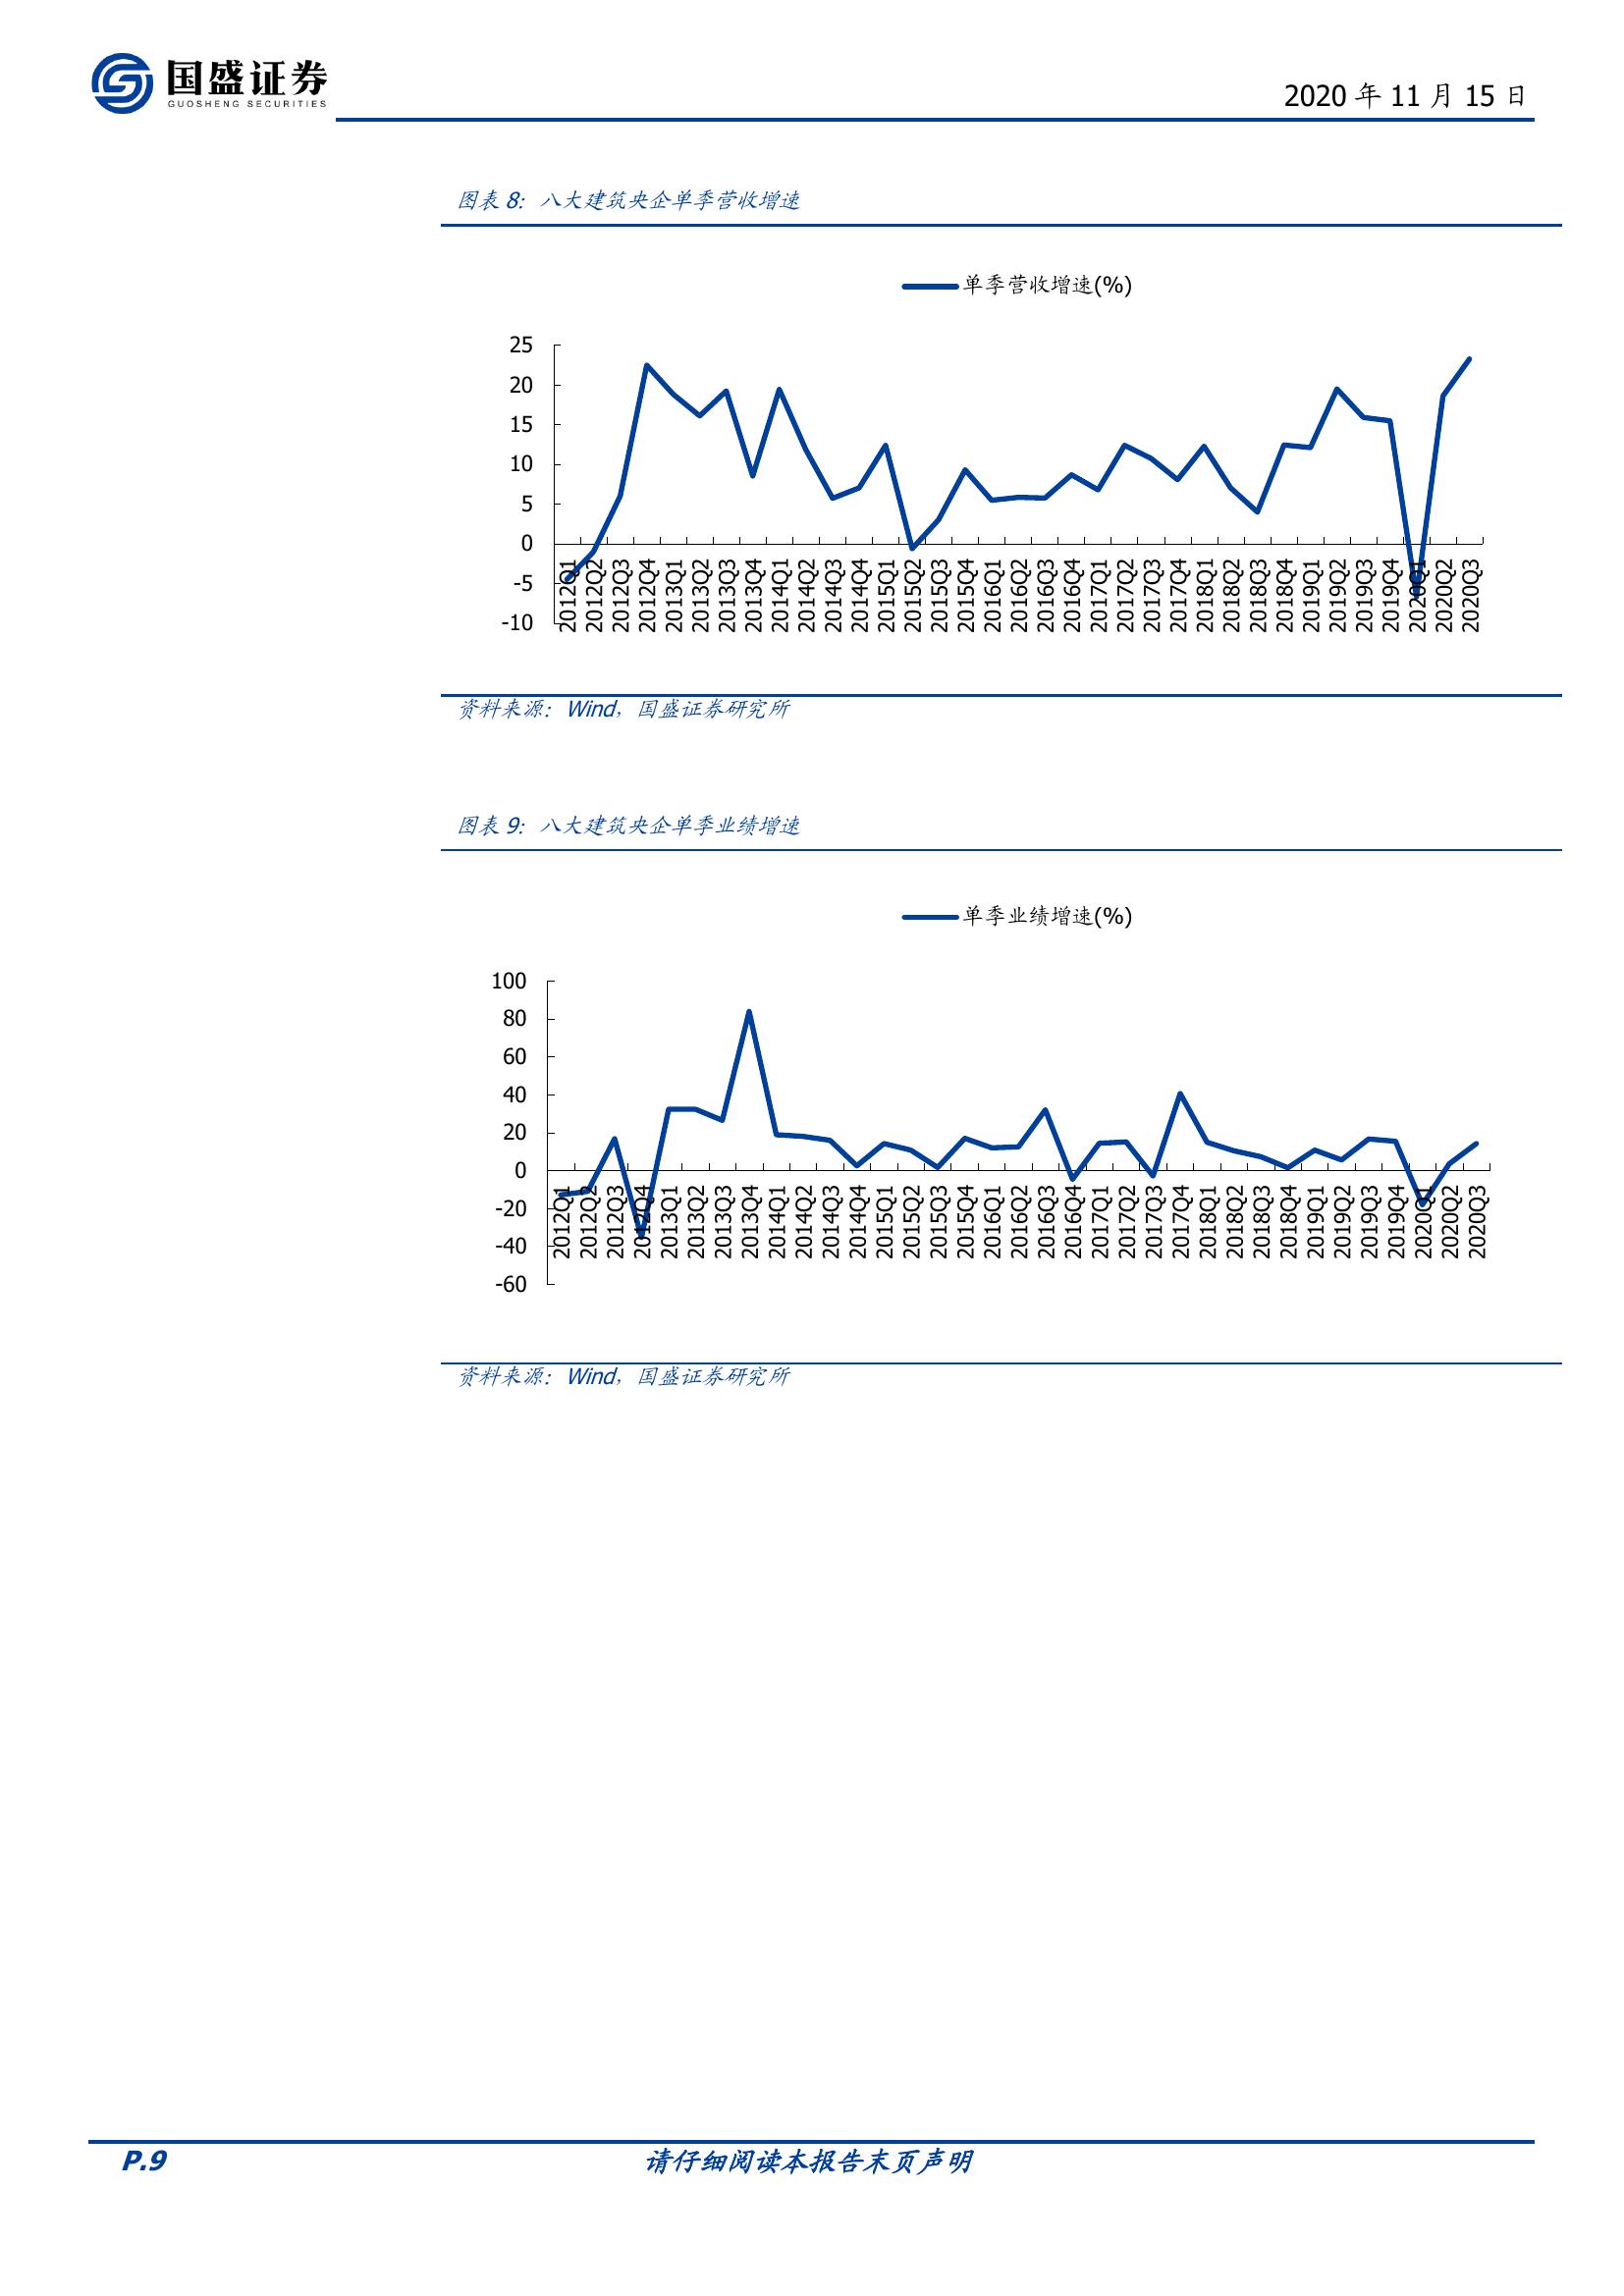 国盛证券
GUOSHENG SECURITIES
2020 年 11 月 15 日
图表 8：八大建筑央企单季营收增速
单季营收增速(%)
25
20
15
10
5
0
-5
-10
2012Q1
2012Q2
2012Q3
2012Q4
2013Q1
2013Q2
2013Q3
2013Q4
2014Q1
2014Q2
2014Q3
2014Q4
2015Q1
2015Q2
2015Q3
2015Q4
2016Q1
2016Q2
2016Q3
2016Q4
2017Q1
2017Q2
2017Q3
2017Q4
2018Q1
2018Q2
2018Q3
2018Q4
2019Q1
2019Q2
2019Q3
2019Q4
2020Q1
2020Q2
2020Q3
资料来源：Wind，国盛证券研究所
图表 9：八大建筑央企单季业绩增速
单季业绩增速(%)
100
80
60
40
20
0
-20
-40
-60
2012Q1
2012Q2
2012Q3
2012Q4
2013Q1
2013Q2
2013Q3
2013Q4
2014Q1
2014Q2
2014Q3
2014Q4
2015Q1
2015Q2
2015Q3
2015Q4
2016Q1
2016Q2
2016Q3
2016Q4
2017Q1
2017Q2
2017Q3
2017Q4
2018Q1
2018Q2
2018Q3
2018Q4
2019Q1
2019Q2
2019Q3
2019Q4
2020Q1
2020Q2
2020Q3
资料来源：Wind，国盛证券研究所
P.9
请仔细阅读本报告末页声明